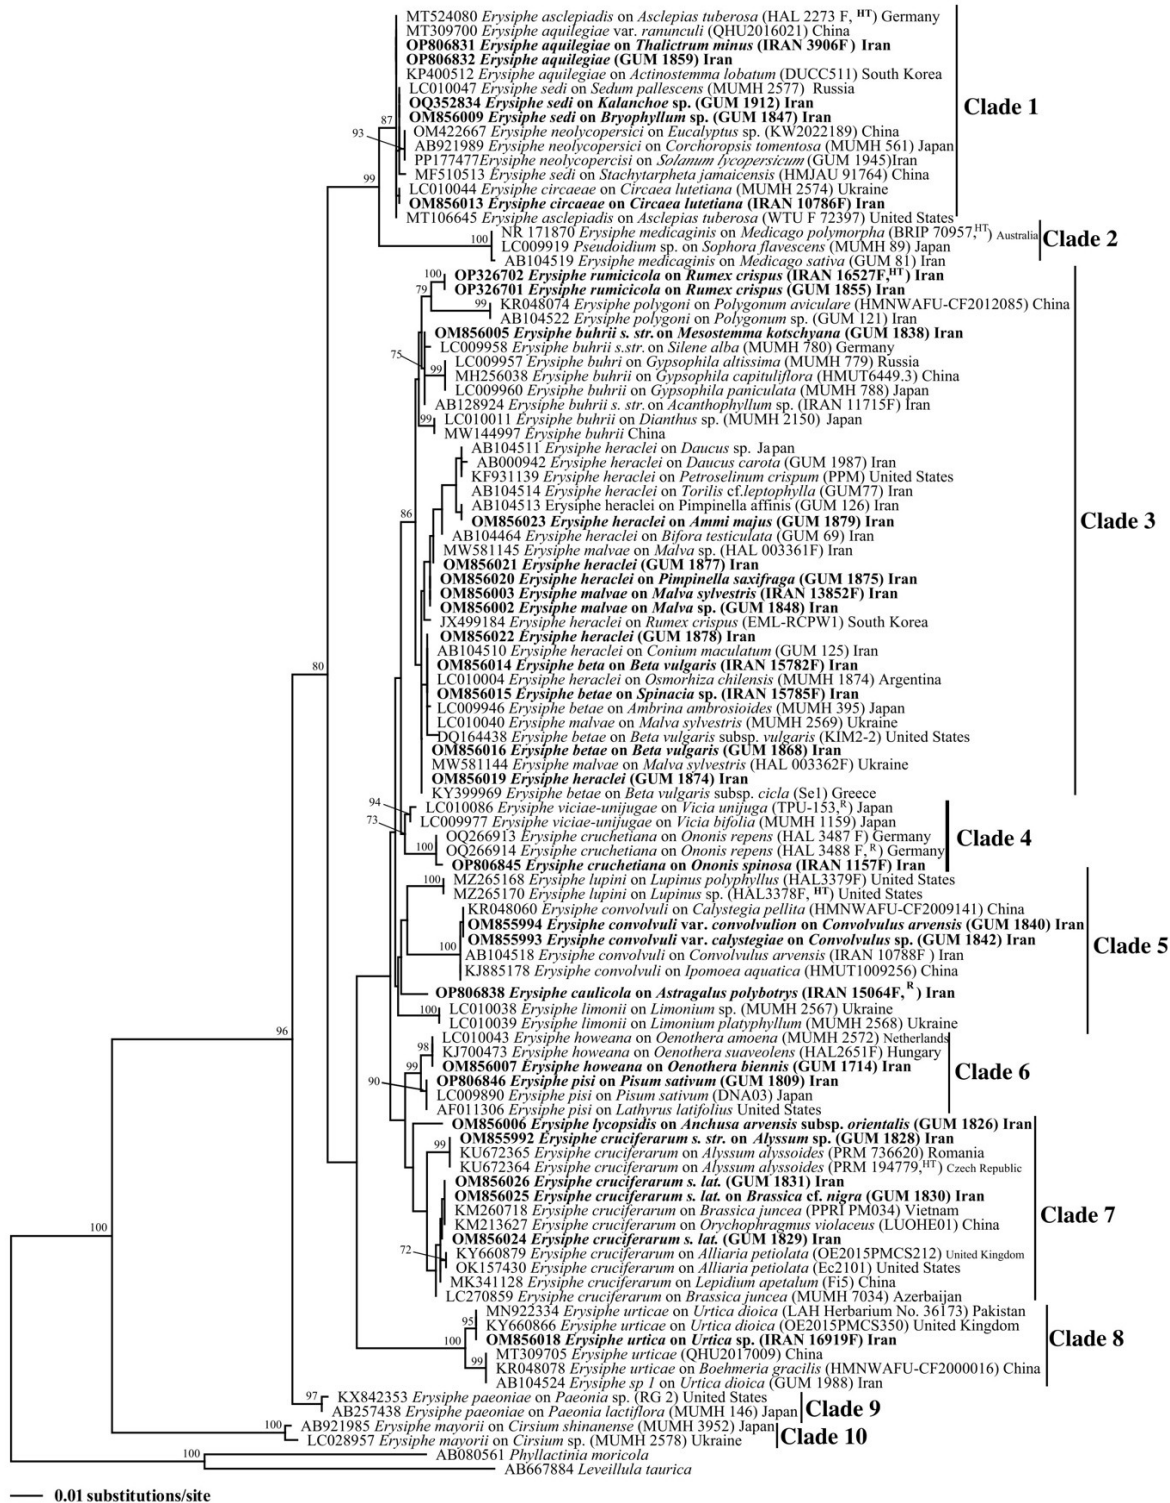 MT524080 Erysiphe asclepiadis on Asclepias tuberosa (HAL 2273 F, HT) Germany
MT309700 Erysiphe aquilegiae var. ranunculi (QHU2016021) China
OP806831 Erysiphe aquilegiae on Thalictrum minus (IRAN 3906F) Iran
OP806832 Erysiphe aquilegiae (GUM 1859) Iran
KP400512 Erysiphe aquilegiae on Actinostemma lobatum (DUCC511) South Korea
LC010047 Erysiphe sedi on Sedum pallescens (MUMH 2577) Russia
OQ352834 Erysiphe sedi on Kalanchoe sp. (GUM 1912) Iran
OM856009 Erysiphe sedi on Bryophyllum sp. (GUM 1847) Iran
Clade 1
87
93
OM422667 Erysiphe neolycopersici on Eucalyptus sp. (KW2022189) China
AB921989 Erysiphe neolycopersici on Corchoropsis tomentosa (MUMH 561) Japan
PP177477Erysiphe neolycopercisi on Solanum lycopersicum (GUM 1945)Iran
MF510513 Erysiphe sedi on Stachytarpheta jamaicensis (HMJAU 91764) China
99
LC010044 Erysiphe circaeae on Circaea lutetiana (MUMH 2574) Ukraine
OM856013 Erysiphe circaeae on Circaea lutetiana (IRAN 10786F) Iran
MT106645 Erysiphe asclepiadis on Asclepias tuberosa (WTU F 72397) United States
NR 171870 Erysiphe medicaginis on Medicago polymorpha (BRIP 70957,HT) Australia
100
LC009919 Pseudoidium sp. on Sophora flavescens (MUMH 89) Japan
Clade 2
AB104519 Erysiphe medicaginis on Medicago sativa (GUM 81) Iran
100
OP326702 Erysiphe rumicicola on Rumex crispus (IRAN 16527F,HT) Iran
79
OP326701 Erysiphe rumicicola on Rumex crispus (GUM 1855) Iran
99
KR048074 Erysiphe polygoni on Polygonum aviculare (HMNWAFU-CF2012085) China
AB104522 Erysiphe polygoni on Polygonum sp. (GUM 121) Iran
OM856005 Erysiphe buhrii s. str. on Mesostemma kotschyana (GUM 1838) Iran
LC009958 Erysiphe buhrii s.str. on Silene alba (MUMH 780) Germany
75
LC009957 Erysiphe buhri on Gypsophila altissima (MUMH 779) Russia
99
MH256038 Erysiphe buhrii on Gypsophila capituliflora (HMUT6449.3) China
LC009960 Erysiphe buhrii on Gypsophila paniculata (MUMH 788) Japan
AB128924 Erysiphe buhrii s. str. on Acanthophyllum sp. (IRAN 11715F) Iran
99
LC010011 Erysiphe buhrii on Dianthus sp. (MUMH 2150) Japan
MW144997 Erysiphe buhrii China
AB104511 Erysiphe heraclei on Daucus sp. Japan
AB000942 Erysiphe heraclei on Daucus carota (GUM 1987) Iran
KF931139 Erysiphe heraclei on Petroselinum crispum (PPM) United States
AB104514 Erysiphe heraclei on Torilis cf.leptophylla (GUM77) Iran
AB104513 Erysiphe heraclei on Pimpinella affinis (GUM 126) Iran
86
OM856023 Erysiphe heraclei on Ammi majus (GUM 1879) Iran
Clade 3
AB104464 Erysiphe heraclei on Bifora testiculata (GUM 69) Iran
MW581145 Erysiphe malvae on Malva sp. (HAL 003361F) Iran
OM856021 Erysiphe heraclei (GUM 1877) Iran
OM856020 Erysiphe heraclei on Pimpinella saxifraga (GUM 1875) Iran
OM856003 Erysiphe malvae on Malva sylvestris (IRAN 13852F) Iran
OM856002 Erysiphe malvae on Malva sp. (GUM 1848) Iran
JX499184 Erysiphe heraclei on Rumex crispus (EML-RCPW1) South Korea
OM856022 Erysiphe heraclei (GUM 1878) Iran
AB104510 Erysiphe heraclei on Conium maculatum (GUM 125) Iran
80
OM856014 Erysiphe beta on Beta vulgaris (IRAN 15782F) Iran
LC010004 Erysiphe heraclei on Osmorhiza chilensis (MUMH 1874) Argentina
OM856015 Erysiphe betae on Spinacia sp. (IRAN 15785F) Iran
LC009946 Erysiphe betae on Ambrina ambrosioides (MUMH 395) Japan
LC010040 Erysiphe malvae on Malva sylvestris (MUMH 2569) Ukraine
DQ164438 Erysiphe betae on Beta vulgaris subsp. vulgaris (KIM2-2) United States
OM856016 Erysiphe betae on Beta vulgaris (GUM 1868) Iran
MW581144 Erysiphe malvae on Malva sylvestris (HAL 003362F) Ukraine
OM856019 Erysiphe heraclei (GUM 1874) Iran
KY399969 Erysiphe betae on Beta vulgaris subsp. cicla (Se1) Greece
94
LC010086 Erysiphe viciae-unijugae on Vicia unijuga (TPU-153,R) Japan
73
LC009977 Erysiphe viciae-unijugae on Vicia bifolia (MUMH 1159) Japan
OQ266913 Erysiphe cruchetiana on Ononis repens (HAL 3487 F) Germany
Clade 4
100
OQ266914 Erysiphe cruchetiana on Ononis repens (HAL 3488 F, R) Germany
OP806845 Erysiphe cruchetiana on Ononis spinosa (IRAN 1157F) Iran
100
MZ265168 Erysiphe lupini on Lupinus polyphyllus (HAL3379F) United States
MZ265170 Erysiphe lupini on Lupinus sp. (HAL3378F, HT) United States
KR048060 Erysiphe convolvuli on Calystegia pellita (HMNWAFU-CF2009141) China
OM855994 Erysiphe convolvuli var. convolvulion on Convolvulus arvensis (GUM 1840) Iran
OM855993 Erysiphe convolvuli var. calystegiae on Convolvulus sp. (GUM 1842) Iran
Clade 5
100
AB104518 Erysiphe convolvuli on Convolvulus arvensis (IRAN 10788F ) Iran
KJ885178 Erysiphe convolvuli on Ipomoea aquatica (HMUT1009256) China
OP806838 Erysiphe caulicola on Astragalus polybotrys (IRAN 15064F, R ) Iran
100
LC010038 Erysiphe limonii on Limonium sp. (MUMH 2567) Ukraine
LC010039 Erysiphe limonii on Limonium platyphyllum (MUMH 2568) Ukraine
96
LC010043 Erysiphe howeana on Oenothera amoena (MUMH 2572) Netherlands
98
KJ700473 Erysiphe howeana on Oenothera suaveolens (HAL2651F) Hungary
99
OM856007 Erysiphe howeana on Oenothera biennis (GUM 1714) Iran
Clade 6
90
OP806846 Erysiphe pisi on Pisum sativum (GUM 1809) Iran
LC009890 Erysiphe pisi on Pisum sativum (DNA03) Japan
AF011306 Erysiphe pisi on Lathyrus latifolius United States
OM856006 Erysiphe lycopsidis on Anchusa arvensis subsp. orientalis (GUM 1826) Iran
99
OM855992 Erysiphe cruciferarum s. str. on Alyssum sp. (GUM 1828) Iran
KU672365 Erysiphe cruciferarum on Alyssum alyssoides (PRM 736620) Romania
KU672364 Erysiphe cruciferarum on Alyssum alyssoides (PRM 194779,HT) Czech Republic
OM856026 Erysiphe cruciferarum s. lat. (GUM 1831) Iran
OM856025 Erysiphe cruciferarum s. lat. on Brassica cf. nigra (GUM 1830) Iran
KM260718 Erysiphe cruciferarum on Brassica juncea (PPRI PM034) Vietnam
Clade 7
KM213627 Erysiphe cruciferarum on Orychophragmus violaceus (LUOHE01) China
100
OM856024 Erysiphe cruciferarum s. lat. (GUM 1829) Iran
72
KY660879 Erysiphe cruciferarum on Alliaria petiolata (OE2015PMCS212) United Kingdom
OK157430 Erysiphe cruciferarum on Alliaria petiolata (Ec2101) United States
MK341128 Erysiphe cruciferarum on Lepidium apetalum (Fi5) China
LC270859 Erysiphe cruciferarum on Brassica juncea (MUMH 7034) Azerbaijan
MN922334 Erysiphe urticae on Urtica dioica (LAH Herbarium No. 36173) Pakistan
95
KY660866 Erysiphe urticae on Urtica dioica (OE2015PMCS350) United Kingdom
100
OM856018 Erysiphe urtica on Urtica sp. (IRAN 16919F) Iran
Clade 8
MT309705 Erysiphe urticae (QHU2017009) China
99
KR048078 Erysiphe urticae on Boehmeria gracilis (HMNWAFU-CF2000016) China
AB104524 Erysiphe sp 1 on Urtica dioica (GUM 1988) Iran
97
KX842353 Erysiphe paeoniae on Paeonia sp. (RG 2) United States
AB257438 Erysiphe paeoniae on Paeonia lactiflora (MUMH 146) Japan
Clade 9
100
AB921985 Erysiphe mayorii on Cirsium shinanense (MUMH 3952) Japan
LC028957 Erysiphe mayorii on Cirsium sp. (MUMH 2578) Ukraine
Clade 10
100
AB080561 Phyllactinia moricola
AB667884 Leveillula taurica
0.01 substitutions/site